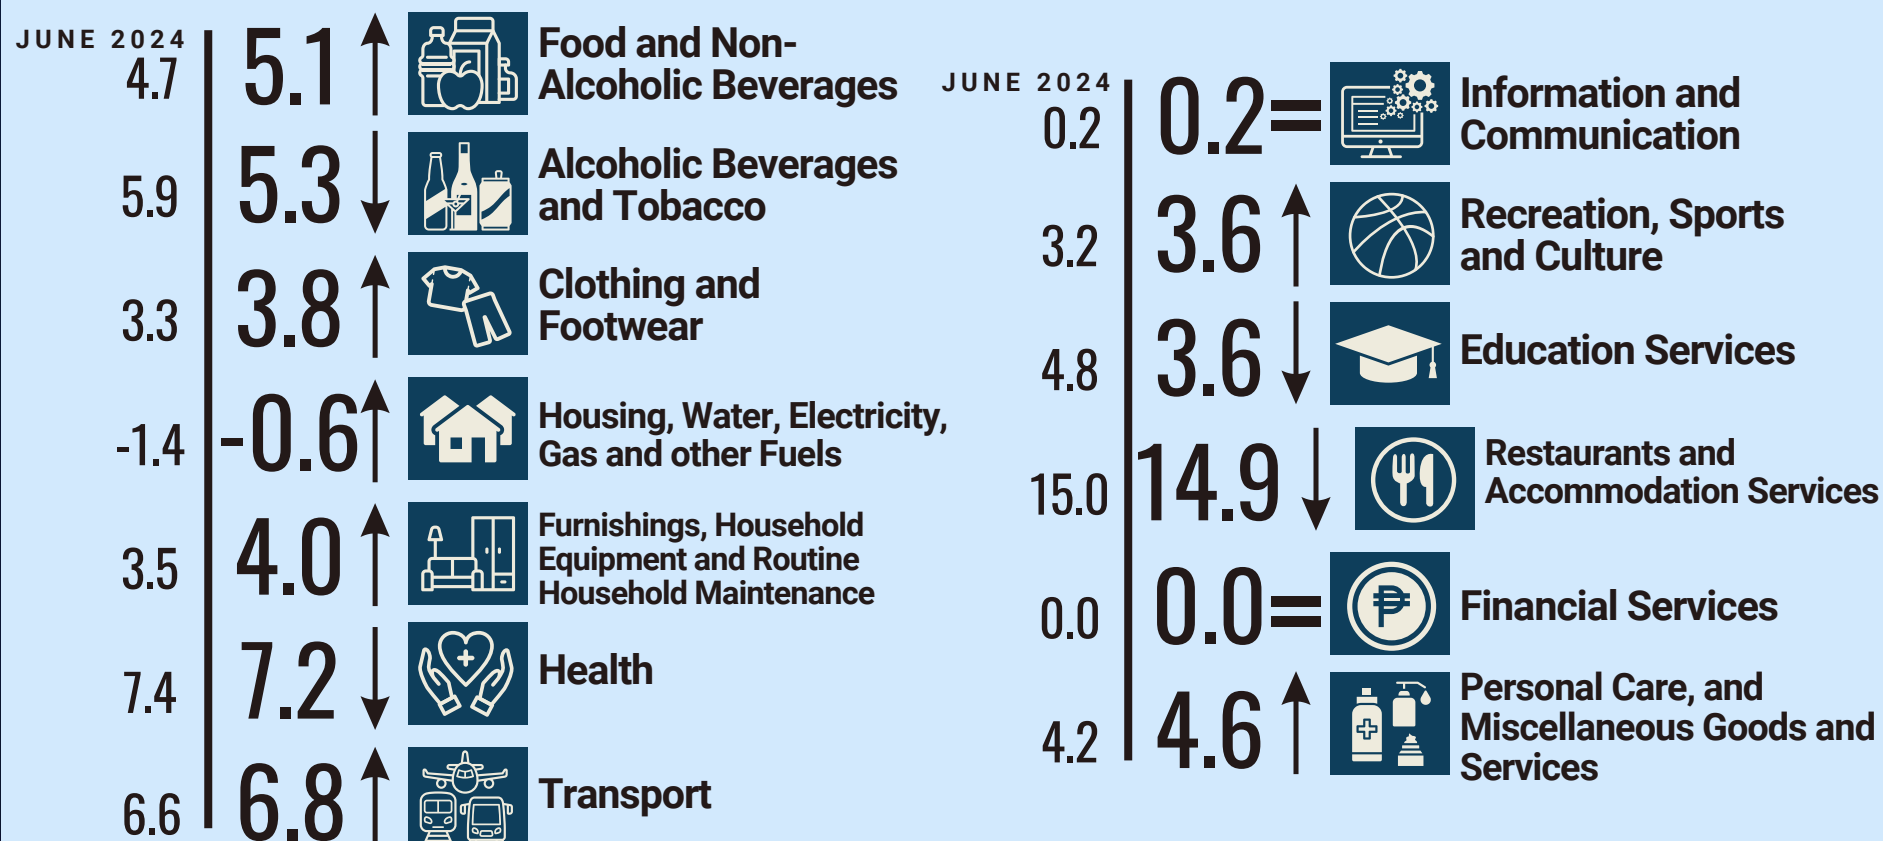 JUNE 2024
4.7 5.1 Food and Non-
Alcoholic Beverages
5.9 5.3 Alcoholic Beverages
and Tobacco
3.3 3.8 Clothing and
Footwear
-1.4 -0.6 Housing, Water, Electricity,
Gas and other Fuels
3.5 4.0 Furnishings, Household
Equipment and Routine
Household Maintenance
7.4 7.2 Health
6.6 6.8 Transport
JUNE 2024
0.2 0.2 = Information and
Communication
3.2 3.6 Recreation, Sports
and Culture
4.8 3.6 Education Services
15.0 14.9 Restaurants and
Accommodation Services
0.0 0.0 = ₱ Financial Services
4.2 4.6 Personal Care, and
Miscellaneous Goods and
Services